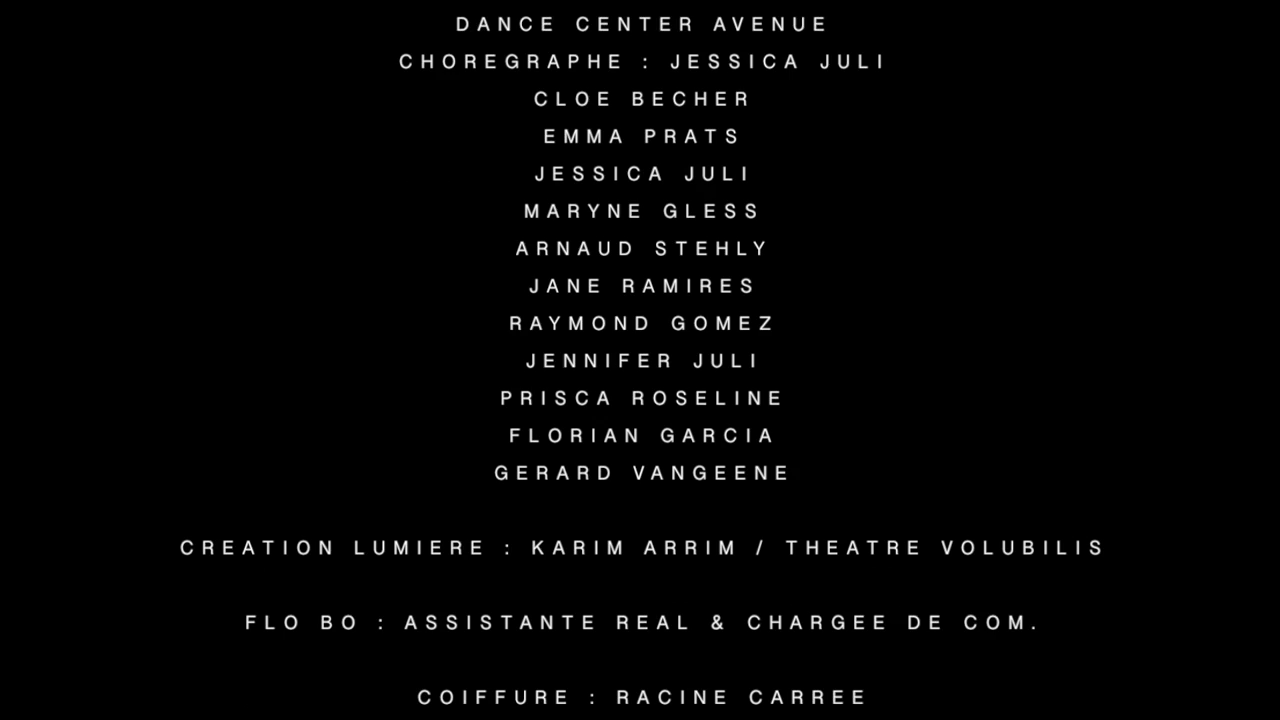 DANCE CENTER AVENUE
CHOREGRAPHE : JESSICA JULI
CLOE BECHER
EMMA PRATS
JESSICA JULI
MARYNE GLESS
ARNAUD STEHLY
JANE RAMIRES
RAYMOND GOMEZ
JENNIFER JULI
PRISCA ROSELINE
FLORIAN GARCIA
GERARD VANGEENE
CREATION LUMIERE : KARIM ARRIM / THEATRE VOLUBILIS
FLO BO : ASSISTANTE REAL & CHARGEE DE COM.
COIFFURE : RACINE CARREE